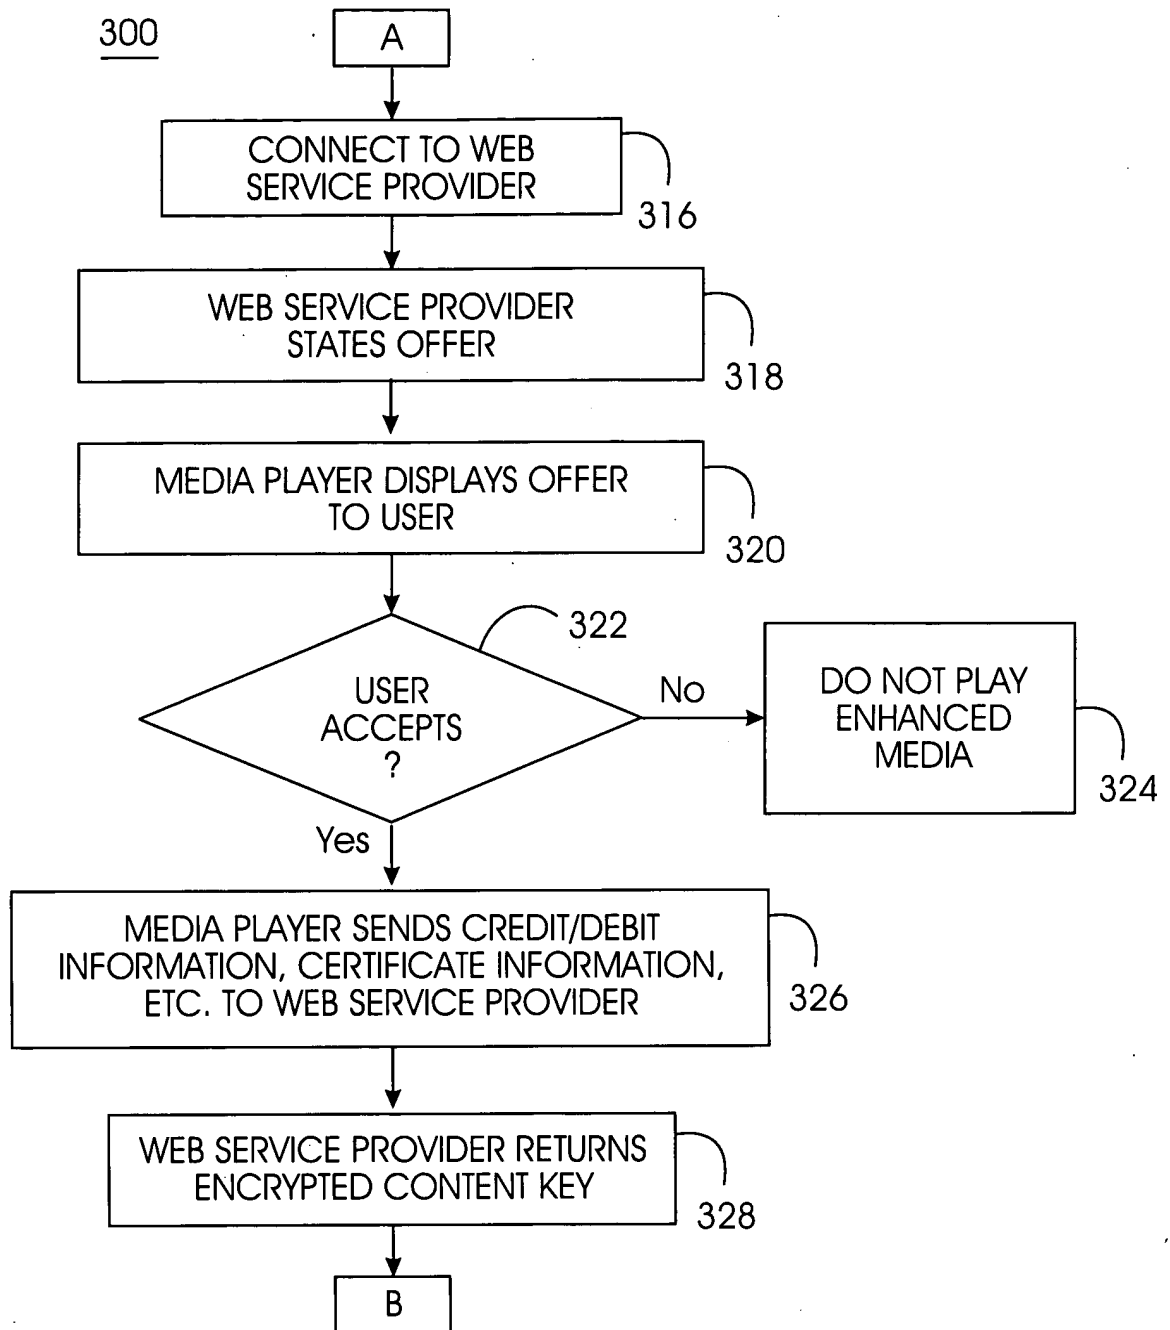 300
A
CONNECT TO WEB
SERVICE PROVIDER
316
WEB SERVICE PROVIDER
STATES OFFER
318
MEDIA PLAYER DISPLAYS OFFER
TO USER
320
322
USER
ACCEPTS
?
No
DO NOT PLAY
ENHANCED
MEDIA
324
Yes
MEDIA PLAYER SENDS CREDIT/DEBIT
INFORMATION, CERTIFICATE INFORMATION,
ETC. TO WEB SERVICE PROVIDER
326
WEB SERVICE PROVIDER RETURNS
ENCRYPTED CONTENT KEY
328
B